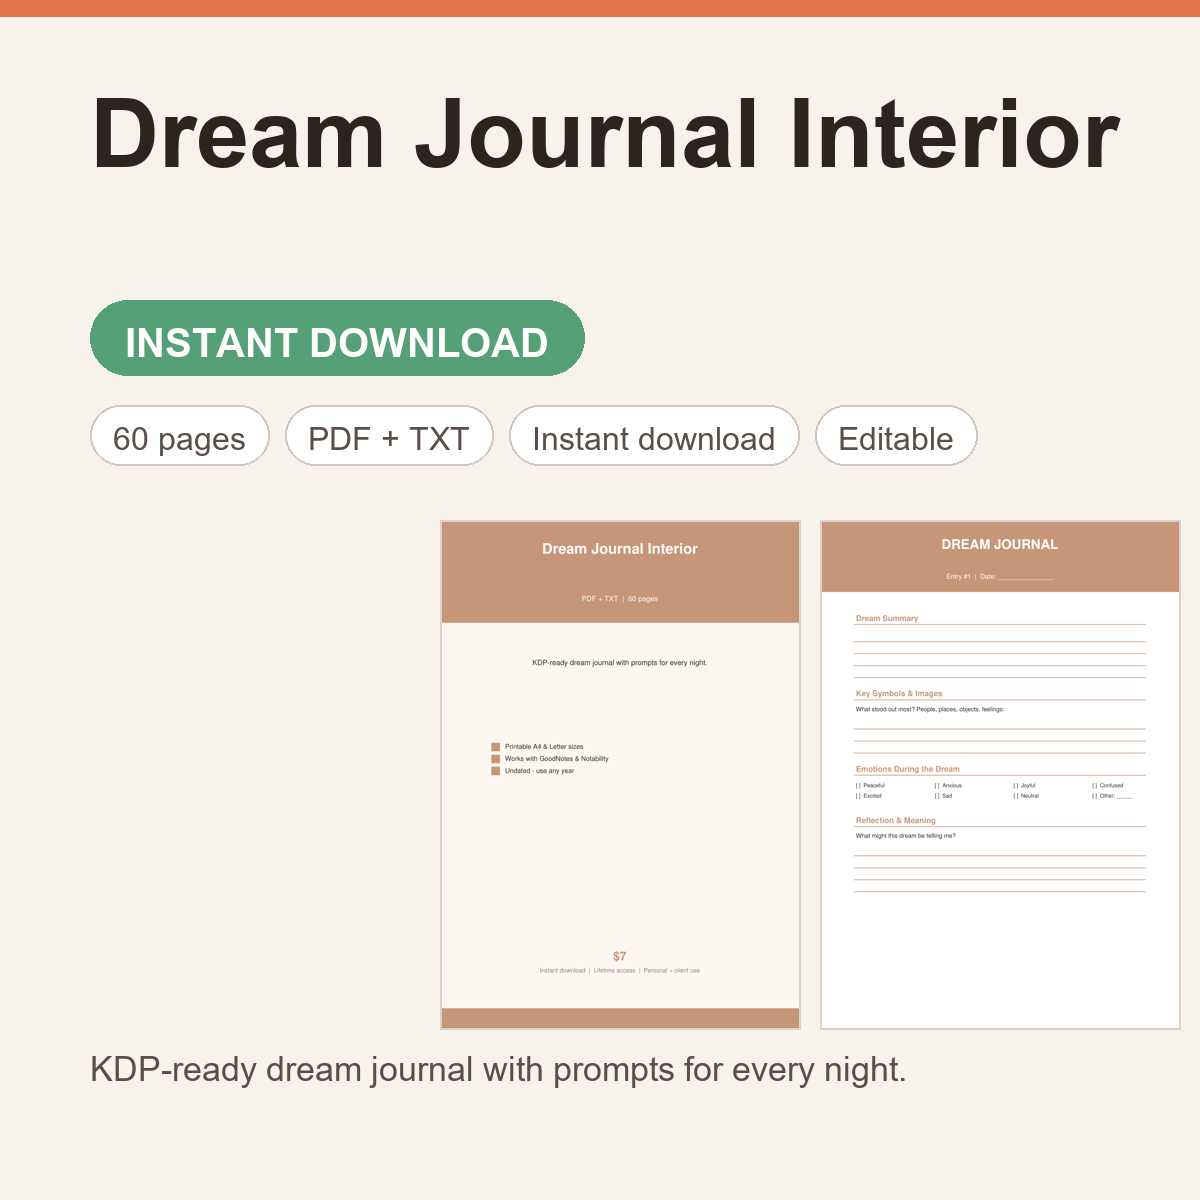 Dream Journal Interior
INSTANT DOWNLOAD
60 pages
PDF + TXT
Instant download
Editable
Dream Journal Interior
PDF + TXT | 60 pages
KDP-ready dream journal with prompts for every night.
Printable A4 & Letter sizes
Works with GoodNotes & Notability
Undated - use any year
$7
Instant download | Lifetime access | Personal + client use
DREAM JOURNAL
Entry #1 | Date: _______________
Dream Summary
Key Symbols & Images
What stood out most? People, places, objects, feelings:
Emotions During the Dream
[ ] Peaceful [ ] Anxious [ ] Joyful [ ] Confused
[ ] Excited [ ] Sad [ ] Neutral [ ] Other: _____
Reflection & Meaning
What might this dream be telling me?
KDP-ready dream journal with prompts for every night.